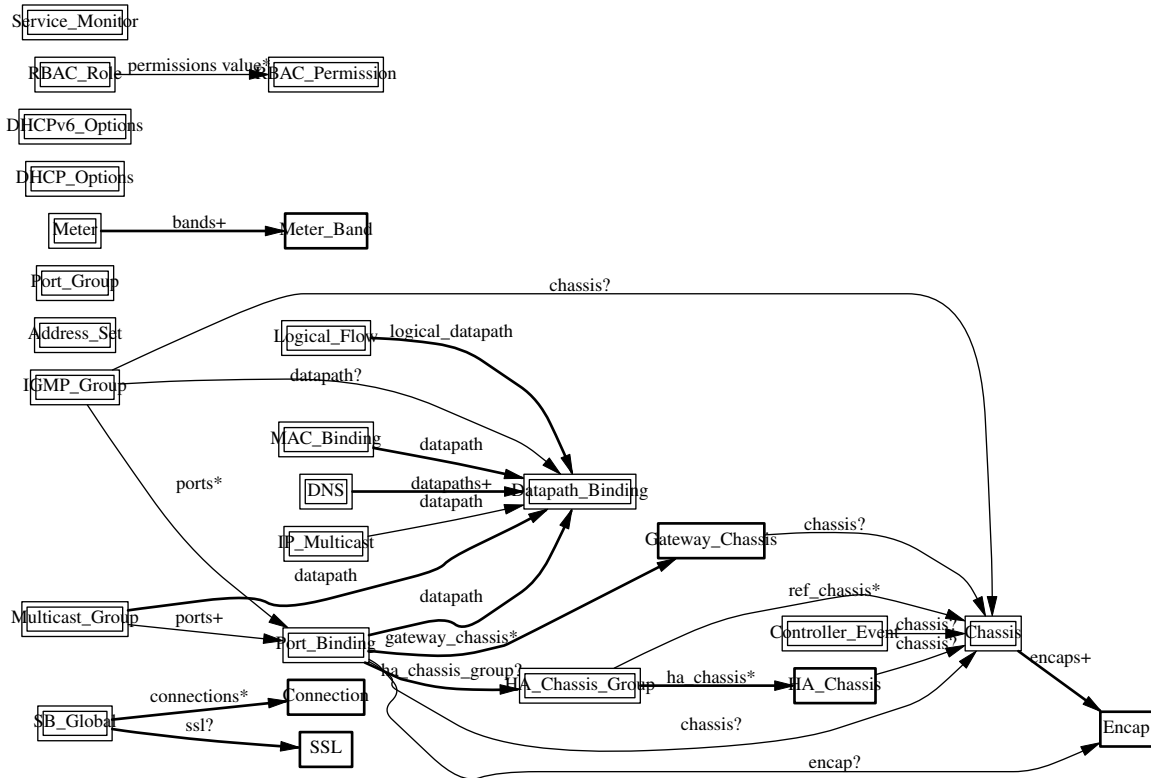 Service_Monitor
RBAC_Role
permissions value*
RBAC_Permission
DHCPv6_Options
DHCP_Options
Meter
bands+
Meter_Band
Port_Group
chassis?
Address_Set
Logical_Flow
logical_datapath
IGMP_Group
datapath?
MAC_Binding
datapath
ports*
DNS
datapaths+
Datapath_Binding
datapath
IP_Multicast
Gateway_Chassis
chassis?
datapath
datapath
ref_chassis*
Multicast_Group
ports+
Port_Binding
gateway_chassis*
Controller_Event
chassis?
Chassis
chassis?
ha_chassis_group?
HA_Chassis_Group
ha_chassis*
HA_Chassis
encaps+
connections*
Connection
SB_Global
ssl?
SSL
chassis?
Encap
encap?